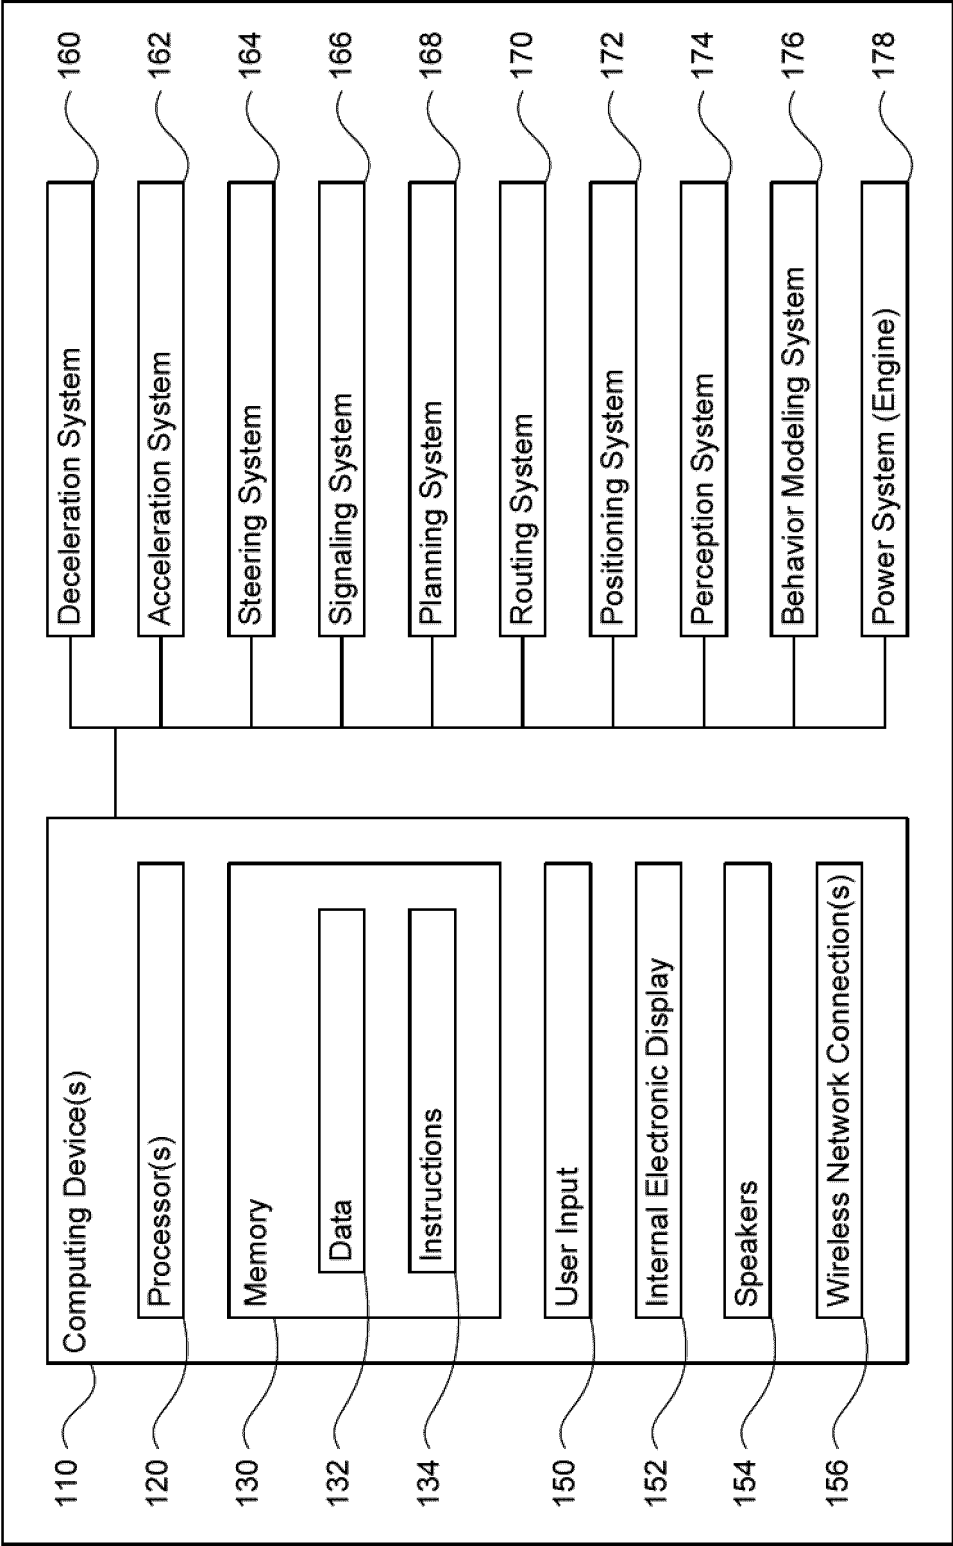 110
Computing Device(s)
120
Processor(s)
130
Memory
132
Data
134
Instructions
150
User Input
152
Internal Electronic Display
154
Speakers
156
Wireless Network Connection(s)
Deceleration System
160
Acceleration System
162
Steering System
164
Signaling System
166
Planning System
168
Routing System
170
Positioning System
172
Perception System
174
Behavior Modeling System
176
Power System (Engine)
178